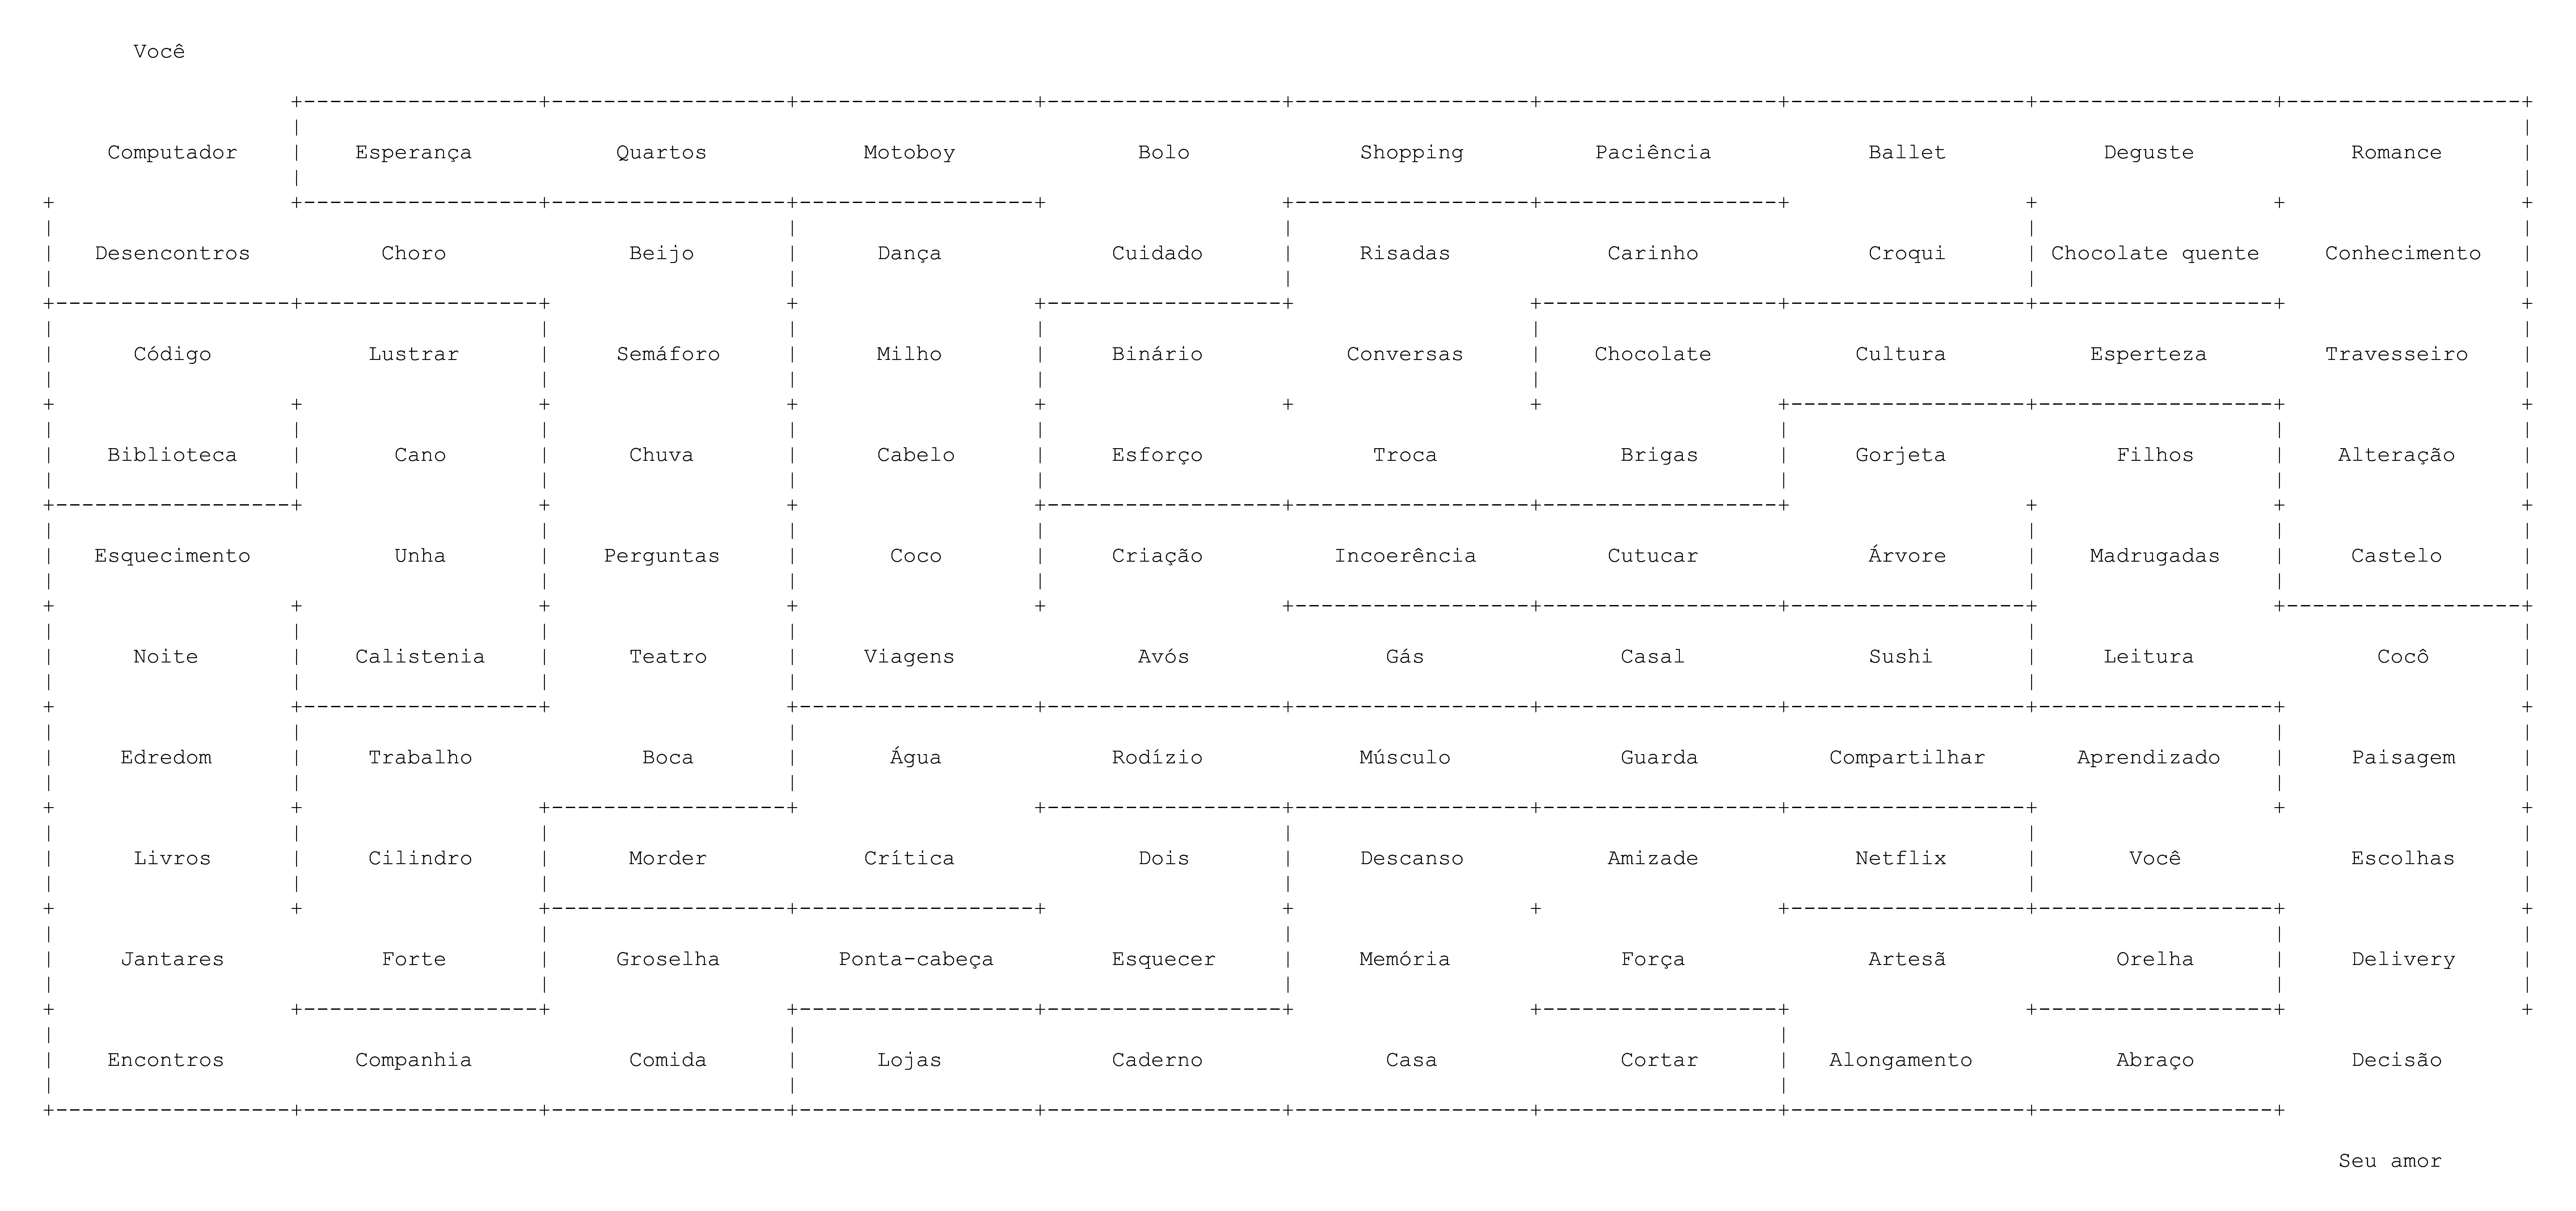 Você
Computador Esperança Quartos Motoboy Bolo Shopping Paciência Ballet Deguste Romance
Desencontros Choro Beijo Dança Cuidado Risadas Carinho Croqui Chocolate quente Conhecimento
Código Lustrar Semáforo Milho Binário Conversas Chocolate Cultura Esperteza Travesseiro
Biblioteca Cano Chuva Cabelo Esforço Troca Brigas Gorjeta Filhos Alteração
Esquecimento Unha Perguntas Coco Criação Incoerência Cutucar Árvore Madrugadas Castelo
Noite Calistenia Teatro Viagens Avós Gás Casal Sushi Leitura Cocô
Edredom Trabalho Boca Água Rodízio Músculo Guarda Compartilhar Aprendizado Paisagem
Livros Cilindro Morder Crítica Dois Descanso Amizade Netflix Você Escolhas
Jantares Forte Groselha Ponta-cabeça Esquecer Memória Força Artesã Orelha Delivery
Encontros Companhia Comida Lojas Caderno Casa Cortar Alongamento Abraço Decisão
Seu amor